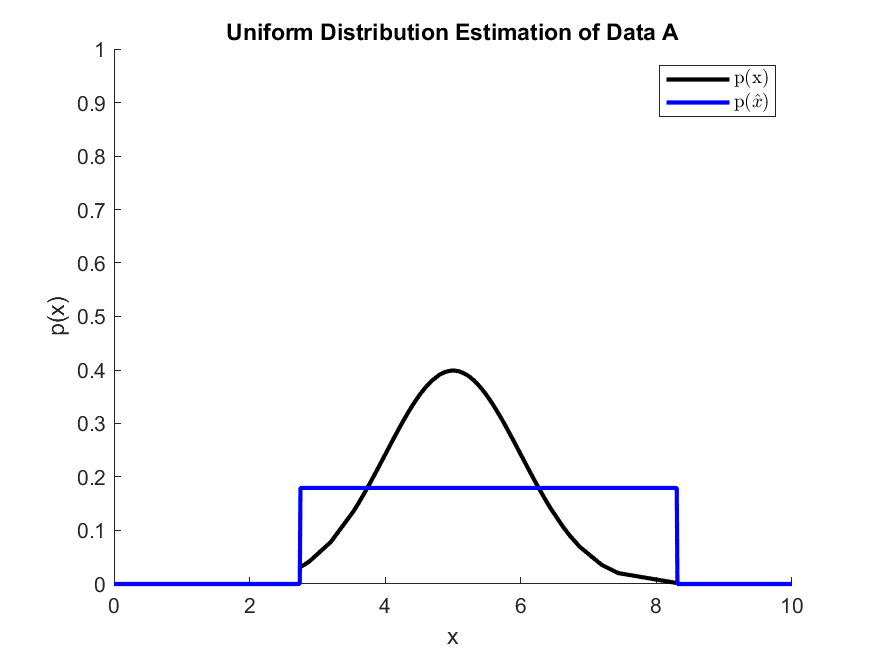 Uniform Distribution Estimation of Data A
p(x)
p(x̂)
1
0.9
0.8
0.7
0.6
0.5
0.4
0.3
0.2
0.1
0
p(x)
0 2 4 6 8 10
x